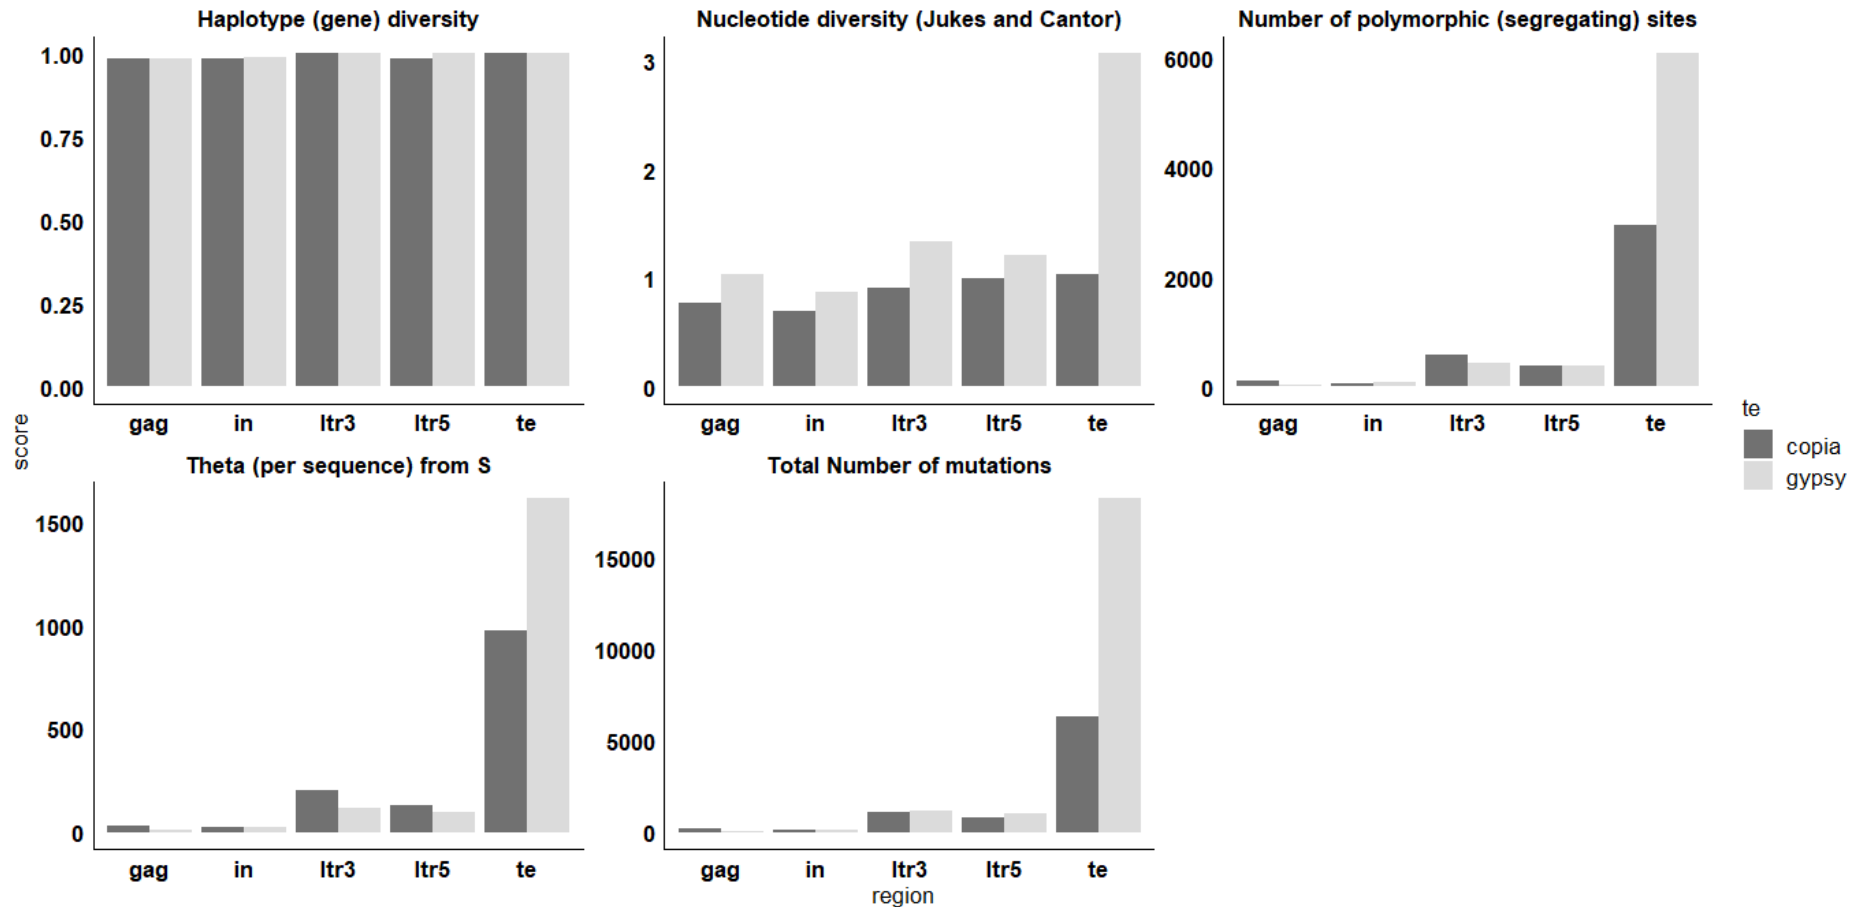 Haplotype (gene) diversity
1.00
0.75
0.50
0.25
0.00
gag in ltr3 ltr5 te
Nucleotide diversity (Jukes and Cantor)
3
2
1
0
gag in ltr3 ltr5 te
Number of polymorphic (segregating) sites
6000
4000
2000
0
gag in ltr3 ltr5 te
score
Theta (per sequence) from S
1500
1000
500
0
gag in ltr3 ltr5 te
Total Number of mutations
15000
10000
5000
0
gag in ltr3 ltr5 te
region
te
copia
gypsy